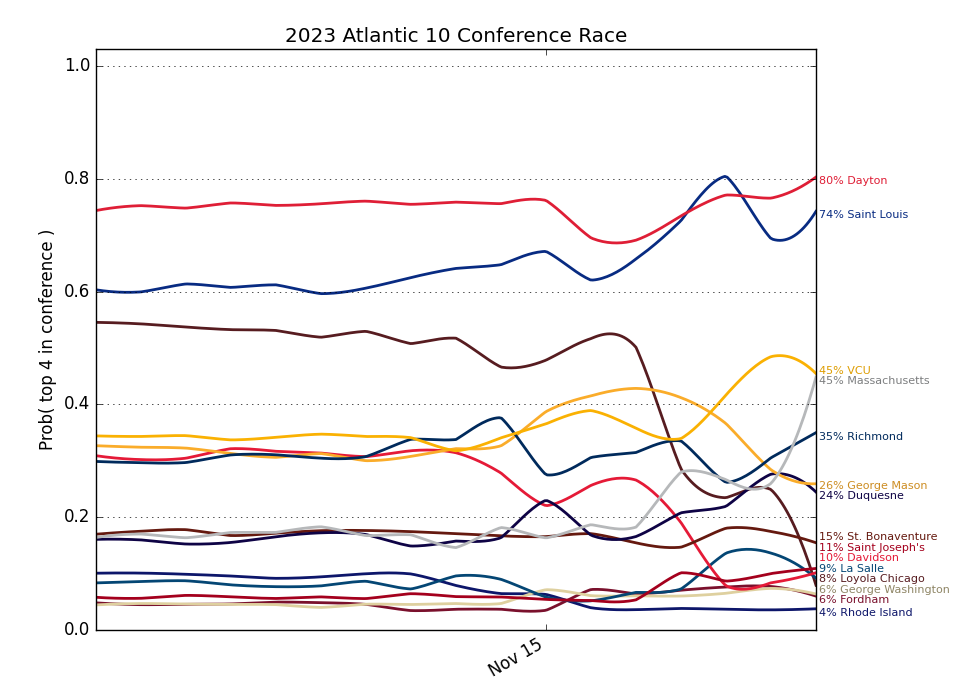 2023 Atlantic 10 Conference Race
Prob( top 4 in conference )
1.0
0.8
0.6
0.4
0.2
0.0
Nov 15
80% Dayton
74% Saint Louis
45% VCU
45% Massachusetts
35% Richmond
26% George Mason
24% Duquesne
15% St. Bonaventure
11% Saint Joseph's
10% Davidson
9% La Salle
8% Loyola Chicago
6% George Washington
6% Fordham
4% Rhode Island